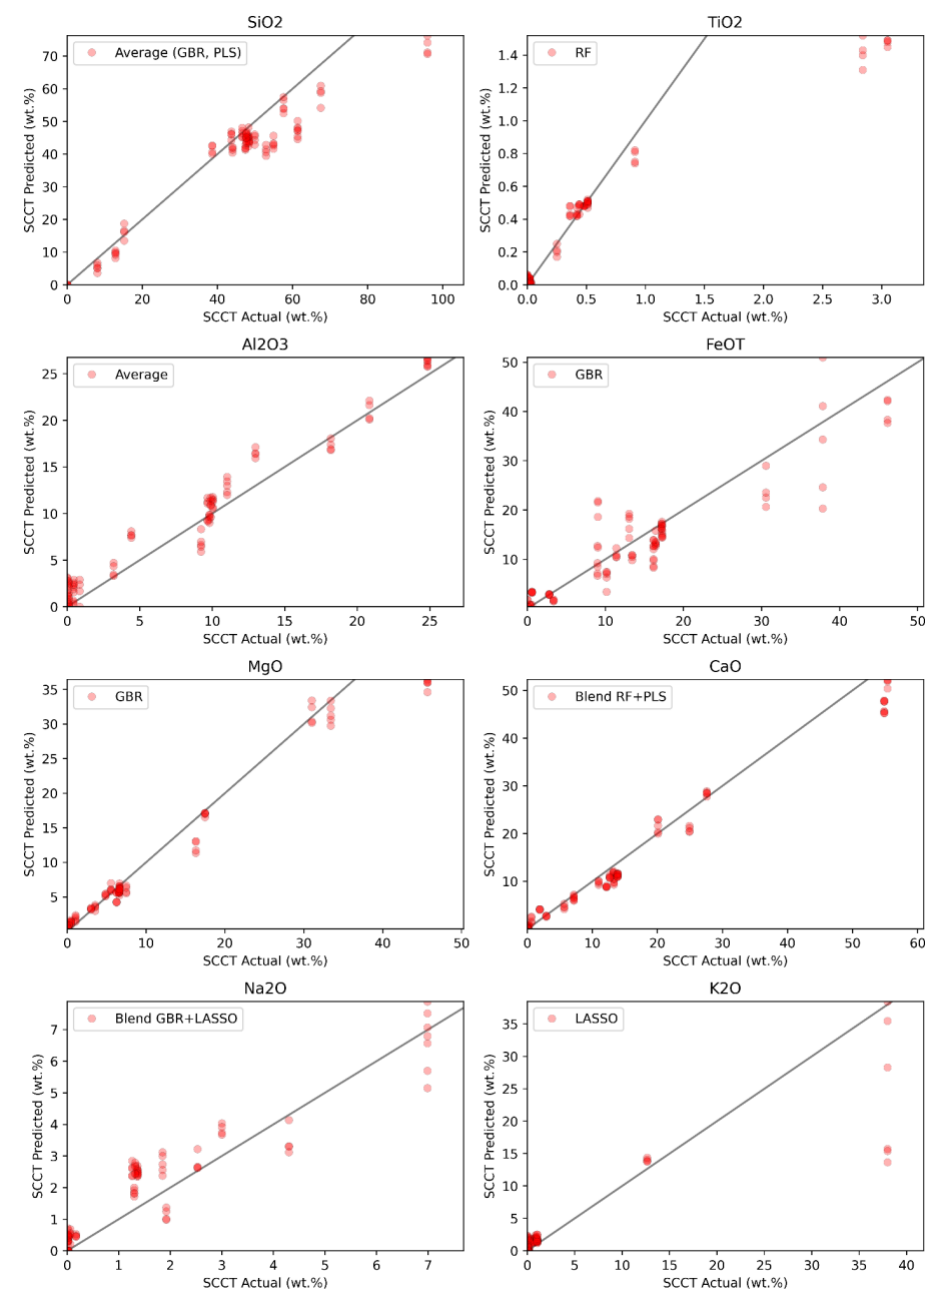 SiO2
Average (GBR, PLS)
SCCT Predicted (wt.%)
70
60
50
40
30
20
10
0
0 20 40 60 80 100
SCCT Actual (wt.%)
TiO2
RF
SCCT Predicted (wt.%)
1.4
1.2
1.0
0.8
0.6
0.4
0.2
0.0
0.0 0.5 1.0 1.5 2.0 2.5 3.0
SCCT Actual (wt.%)
Al2O3
Average
SCCT Predicted (wt.%)
25
20
15
10
5
0
0 5 10 15 20 25
SCCT Actual (wt.%)
FeOT
GBR
SCCT Predicted (wt.%)
50
40
30
20
10
0 10 20 30 40 50
SCCT Actual (wt.%)
MgO
GBR
SCCT Predicted (wt.%)
35
30
25
20
15
10
5
0 10 20 30 40 50
SCCT Actual (wt.%)
CaO
Blend RF+PLS
SCCT Predicted (wt.%)
50
40
30
20
10
0 10 20 30 40 50 60
SCCT Actual (wt.%)
Na2O
Blend GBR+LASSO
SCCT Predicted (wt.%)
7
6
5
4
3
2
1
0
0 1 2 3 4 5 6 7
SCCT Actual (wt.%)
K2O
LASSO
SCCT Predicted (wt.%)
35
30
25
20
15
10
5
0
0 5 10 15 20 25 30 35 40
SCCT Actual (wt.%)